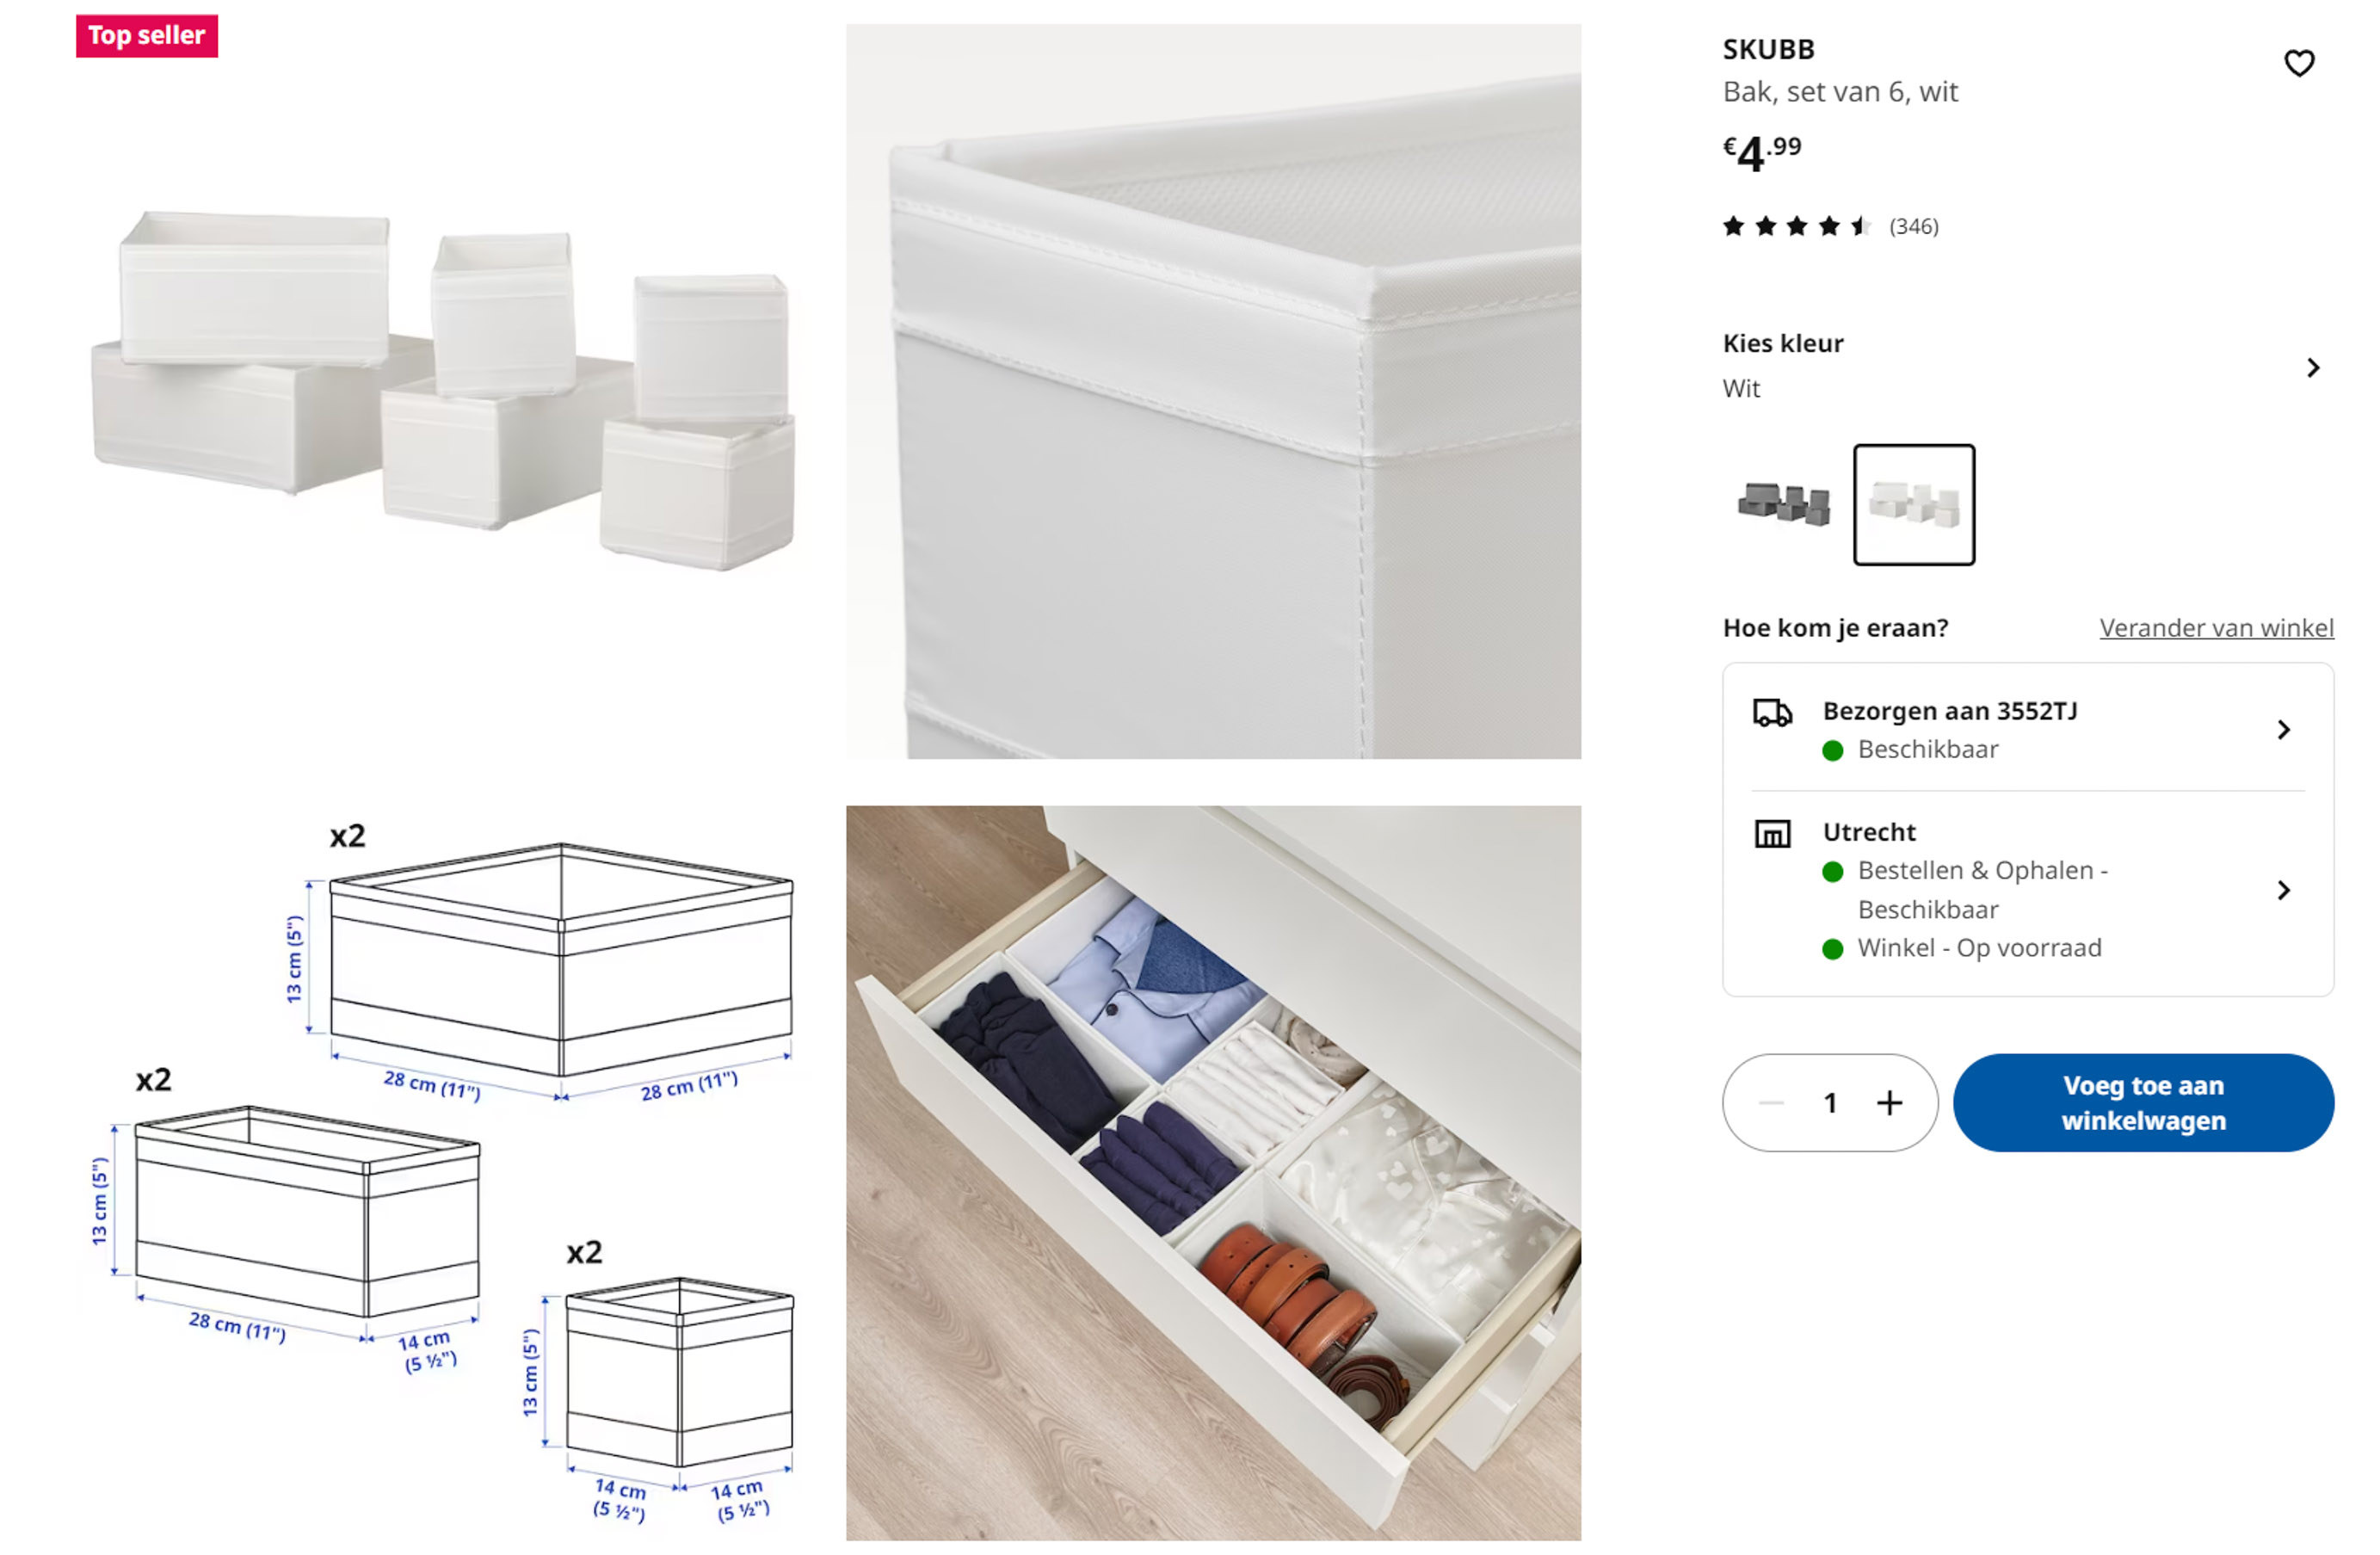 Top seller
SKUBB
Bak, set van 6, wit
€4.99
(346)
Kies kleur
Wit
Hoe kom je eraan?
Verander van winkel
Bezorgen aan 3552TJ
Beschikbaar
Utrecht
Bestellen & Ophalen -
Beschikbaar
Winkel - Op voorraad
1
Voeg toe aan
winkelwagen
x2
13 cm (5")
28 cm (11")
28 cm (11")
x2
13 cm (5")
28 cm (11")
14 cm
(5 ½")
x2
13 cm (5")
14 cm
(5 ½")
14 cm
(5 ½")